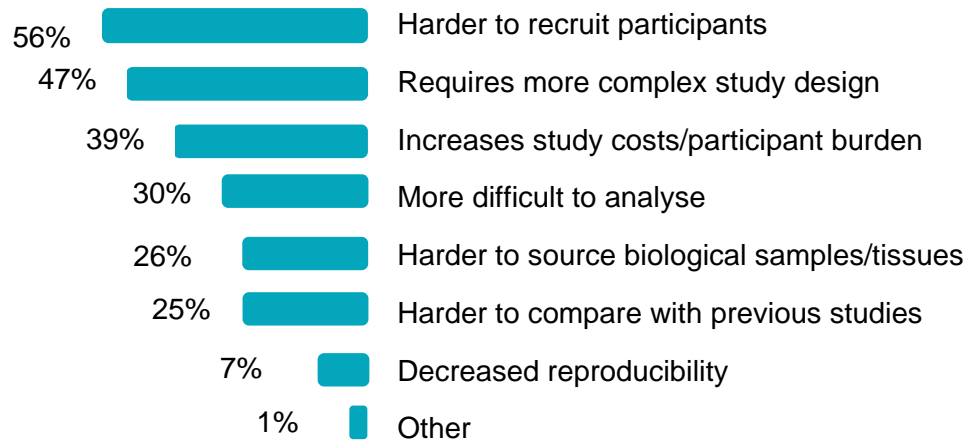 56% Harder to recruit participants
47% Requires more complex study design
39% Increases study costs/participant burden
30% More difficult to analyse
26% Harder to source biological samples/tissues
25% Harder to compare with previous studies
7% Decreased reproducibility
1% Other